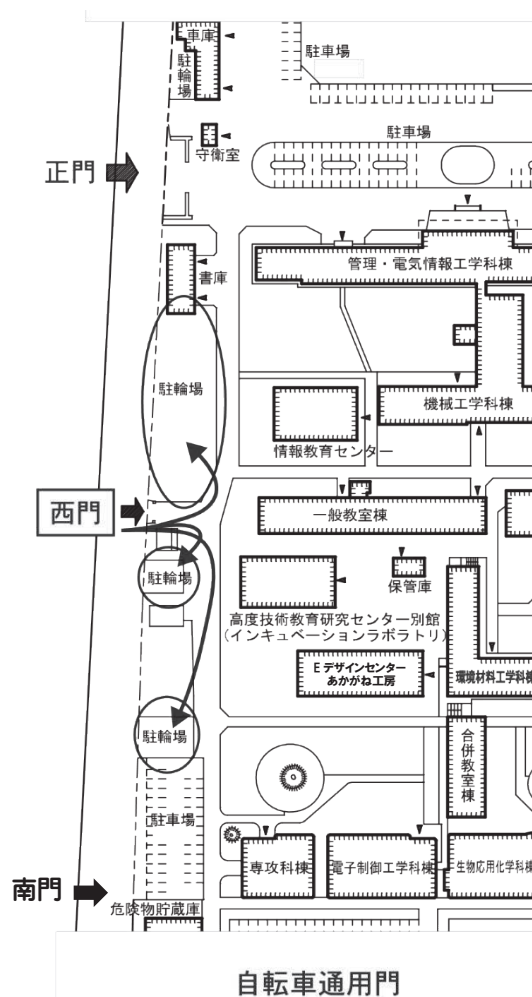 車庫
駐輪場
駐車場
守衛室
駐車場
正門
書庫
管理・電気情報工学科棟
駐輪場
機械工学科棟
情報教育センター
西門
一般教室棟
駐輪場
保管庫
高度技術教育研究センター別館
(インキュベーションラボラトリ)
Eデザインセンター
あかがね工房
環境材料工学科棟
駐輪場
合併教室棟
駐車場
専攻科棟
電子制御工学科棟
生物応用化学科棟
南門
危険物貯蔵庫
自転車通用門